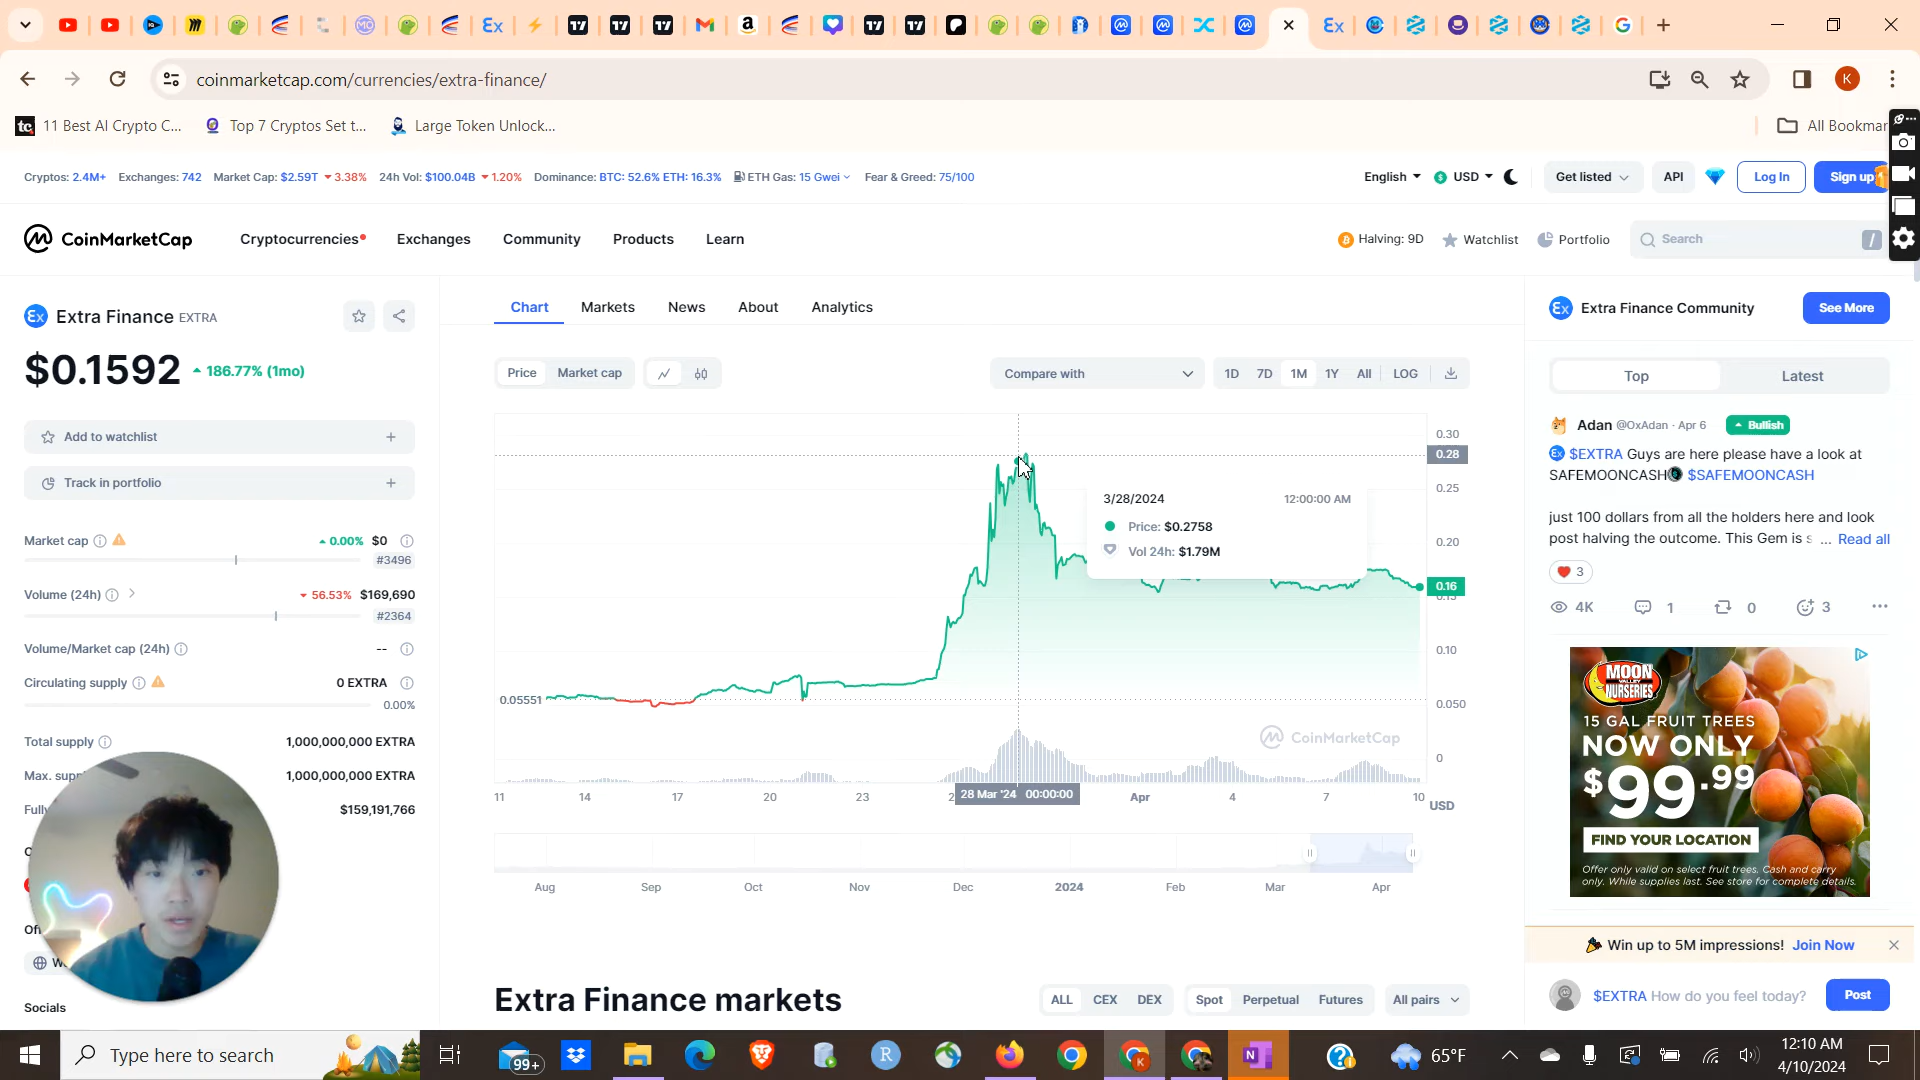 coinmarketcap.com/currencies/extra-finance/
K
11 Best AI Crypto C...
Top 7 Cryptos Set t...
Large Token Unlock...
All Bookmar
Cryptos: 2.4M+ Exchanges: 742 Market Cap: $2.59T 3.38% 24h Vol: $100.04B 1.20% Dominance: BTC: 52.6% ETH: 16.3% ETH Gas: 15 Gwei Fear & Greed: 75/100
English USD Get listed API Log In Sign up
CoinMarketCap Cryptocurrencies Exchanges Community Products Learn
Halving: 9D Watchlist Portfolio Search /
Extra Finance EXTRA
$0.1592 186.77% (1mo)
Add to watchlist +
Track in portfolio +
Market cap 0.00% $0
#3496
Volume (24h) 56.53% $169,690
#2364
Volume/Market cap (24h) --
Circulating supply 0 EXTRA
0.00%
Total supply 1,000,000,000 EXTRA
Max. supp 1,000,000,000 EXTRA
Fully $159,191,766
Socials
Chart Markets News About Analytics
Price Market cap
Compare with
1D 7D 1M 1Y All LOG
0.30
0.28
0.25
0.20
0.16
0.15
0.10
0.050
0
0.05551
3/28/2024 12:00:00 AM
Price: $0.2758
Vol 24h: $1.79M
CoinMarketCap
11 14 17 20 23 2 28 Mar '24 00:00:00 Apr 4 7 10 USD
Aug Sep Oct Nov Dec 2024 Feb Mar Apr
Extra Finance markets
ALL CEX DEX
Spot Perpetual Futures
All pairs
Extra Finance Community See More
Top Latest
Adan @OxAdan · Apr 6 Bullish
$EXTRA Guys are here please have a look at
SAFEMOONCASH $SAFEMOONCASH
just 100 dollars from all the holders here and look
post halving the outcome. This Gem is s ... Read all
3
4K 1 0 3
MOON
VALLEY
NURSERIES
15 GAL FRUIT TREES
NOW ONLY
$99.99
FIND YOUR LOCATION
Offer only valid on select fruit trees. Cash and carry
only. While supplies last. See store for complete details.
Win up to 5M impressions! Join Now
$EXTRA How do you feel today? Post
Type here to search
99+
65°F
12:10 AM
4/10/2024